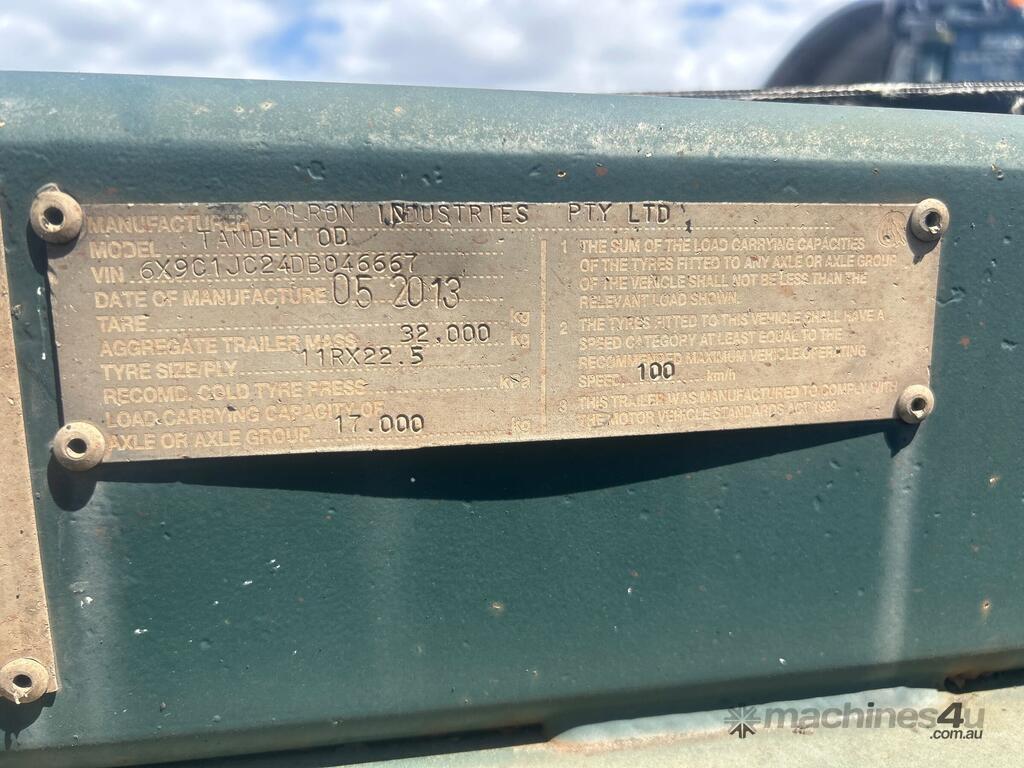 MANUFACTURER COLRON INDUSTRIES PTY LTD
MODEL TANDEM OD
VIN 6X9C1JC24DB046667
DATE OF MANUFACTURE 05 2013
TARE kg
AGGREGATE TRAILER MASS 32.000 kg
TYRE SIZE/PLY 11RX22.5
RECOMD. COLD TYRE PRESS kPa
LOAD CARRYING CAPACITY OF
AXLE OR AXLE GROUP 17.000 kg
1 THE SUM OF THE LOAD CARRYING CAPACITIES
OF THE TYRES FITTED TO ANY AXLE OR AXLE GROUP
OF THE VEHICLE SHALL NOT BE LESS THAN THE
RELEVANT LOAD SHOWN.
2 THE TYRES FITTED TO THIS VEHICLE SHALL HAVE A
SPEED CATEGORY AT LEAST EQUAL TO THE
RECOMMENDED MAXIMUM VEHICLE OPERATING
SPEED 100 km/h
3 THIS TRAILER WAS MANUFACTURED TO COMPLY WITH
THE MOTOR VEHICLE STANDARDS ACT 1989.
machines4u
.com.au